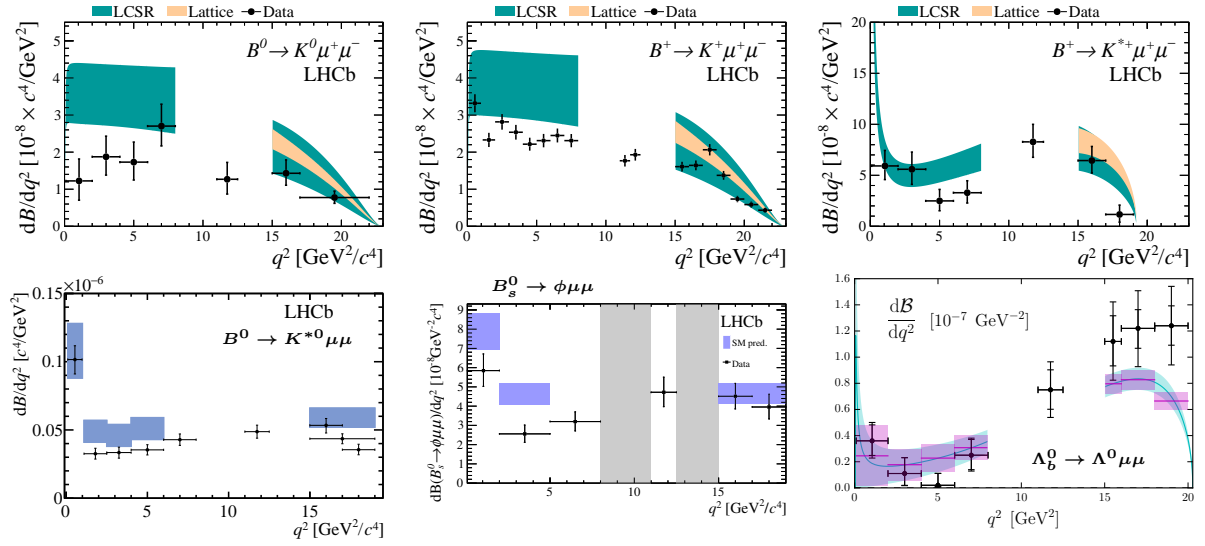 LCSR Lattice Data
B⁰ → K⁰μ⁺μ⁻
LHCb
dB/dq² [10⁻⁸ × c⁴/GeV²]
5
4
3
2
1
0
0 5 10 15 20
q² [GeV²/c⁴]
LCSR Lattice Data
B⁺ → K⁺μ⁺μ⁻
LHCb
dB/dq² [10⁻⁸ × c⁴/GeV²]
5
4
3
2
1
0
0 5 10 15 20
q² [GeV²/c⁴]
LCSR Lattice Data
B⁺ → K*⁺μ⁺μ⁻
LHCb
dB/dq² [10⁻⁸ × c⁴/GeV²]
20
15
10
5
0
0 5 10 15 20
q² [GeV²/c⁴]
×10⁻⁶
LHCb
B⁰ → K*⁰μμ
dB/dq² [c⁴/GeV²]
0.15
0.1
0.05
0
0 5 10 15
q² [GeV²/c⁴]
B⁰ₛ → ϕμμ
LHCb
SM pred.
Data
dB(B⁰ₛ→ϕμμ)/dq² [10⁻⁸GeV⁻²c⁴]
9
8
7
6
5
4
3
2
1
0
5 10 15
q² [GeV²/c⁴]
dℬ/dq² [10⁻⁷ GeV⁻²]
Λ⁰_b → Λ⁰μμ
1.6
1.4
1.2
1.0
0.8
0.6
0.4
0.2
0.0
0 5 10 15 20
q² [GeV²]